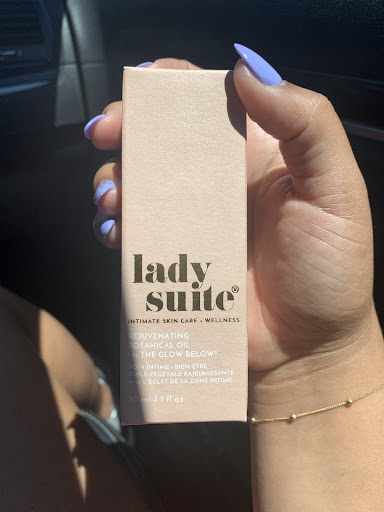 lady
suite®
INTIMATE SKIN CARE + WELLNESS
REJUVENATING
BOTANICAL OIL
THE GLOW BELOW®
SOIN INTIME + BIEN-ÊTRE
HUILE VÉGÉTALE RAJEUNISSANTE
L'ÉCLAT DE LA ZONE INTIME
30 ml / 1 fl oz